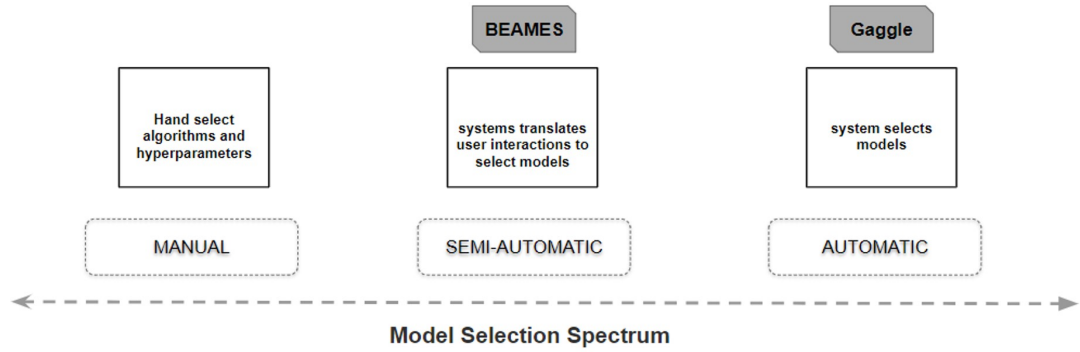 BEAMES
Gaggle
Hand select
algorithms and
hyperparameters
systems translates
user interactions to
select models
system selects
models
MANUAL
SEMI-AUTOMATIC
AUTOMATIC
Model Selection Spectrum